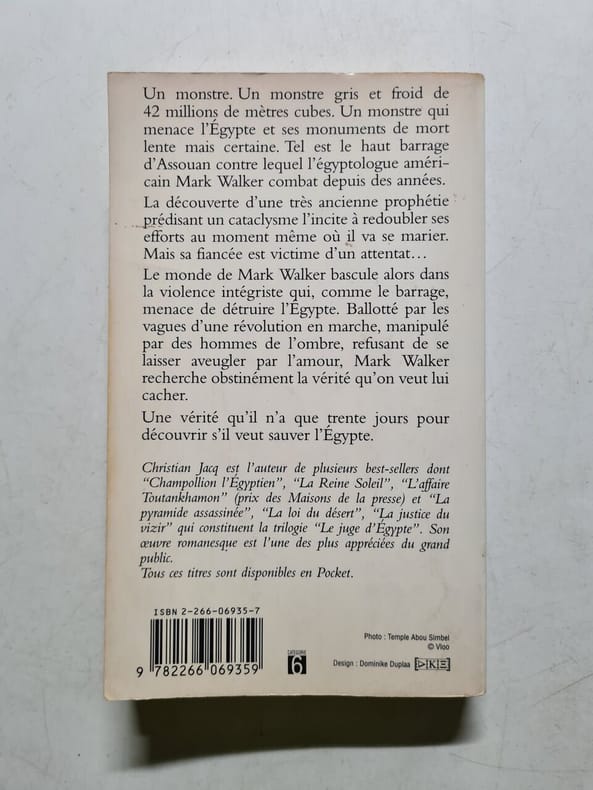 Un monstre. Un monstre gris et froid de
42 millions de mètres cubes. Un monstre qui
menace l'Égypte et ses monuments de mort
lente mais certaine. Tel est le haut barrage
d'Assouan contre lequel l'égyptologue améri-
cain Mark Walker combat depuis des années.
La découverte d'une très ancienne prophétie
prédisant un cataclysme l'incite à redoubler ses
efforts au moment même où il va se marier.
Mais sa fiancée est victime d'un attentat…
Le monde de Mark Walker bascule alors dans
la violence intégriste qui, comme le barrage,
menace de détruire l'Égypte. Ballotté par les
vagues d'une révolution en marche, manipulé
par des hommes de l'ombre, refusant de se
laisser aveugler par l'amour, Mark Walker
recherche obstinément la vérité qu'on veut lui
cacher.
Une vérité qu'il n'a que trente jours pour
découvrir s'il veut sauver l'Égypte.
Christian Jacq est l'auteur de plusieurs best-sellers dont
"Champollion l'Égyptien", "La Reine Soleil", "L'affaire
Toutankhamon" (prix des Maisons de la presse) et "La
pyramide assassinée", "La loi du désert", "La justice du
vizir" qui constituent la trilogie "Le juge d'Égypte". Son
œuvre romanesque est l'une des plus appréciées du grand
public.
Tous ces titres sont disponibles en Pocket.
ISBN 2-266-06935-7
9 782266 069359
CATÉGORIE
6
Photo : Temple Abou Simbel
© Vloo
Design : Dominike Duplaa